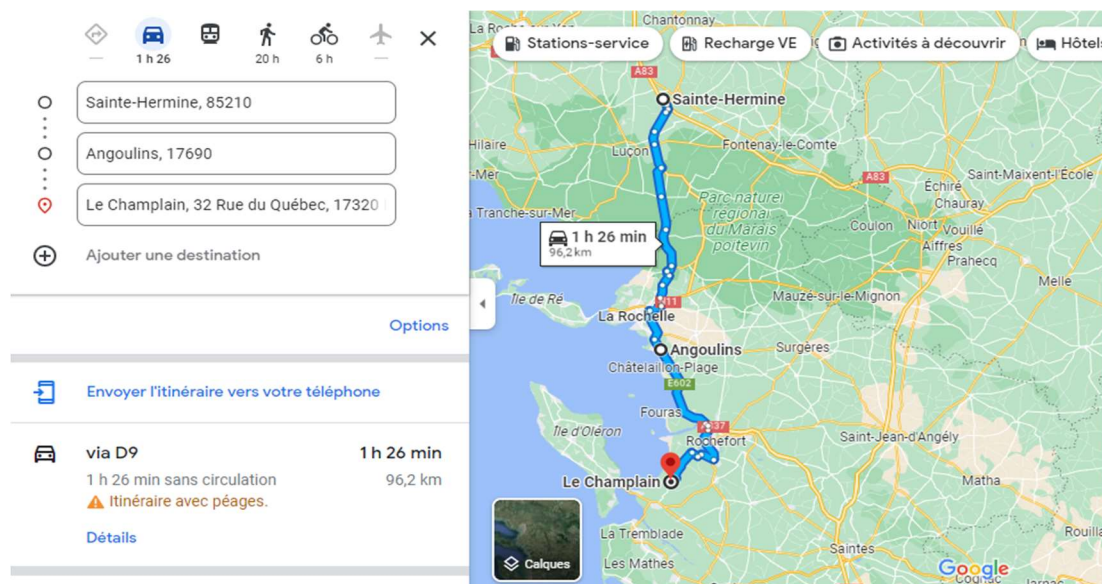 1 h 26
—
20 h
6 h
—
Sainte-Hermine, 85210
Angoulins, 17690
Le Champlain, 32 Rue du Québec, 17320
Ajouter une destination
Options
Envoyer l'itinéraire vers votre téléphone
via D9
1 h 26 min
1 h 26 min sans circulation
96,2 km
Itinéraire avec péages.
Détails
Chantonnay
Stations-service
Recharge VE
Activités à découvrir
Hôtels
A83
Sainte-Hermine
Hilaire
Luçon
Fontenay-le-Comte
-Mer
A83
Saint-Maixent-l'École
Échiré
Chauray
Parc naturel
régional
du Marais
poitevin
a Tranche-sur-Mer
Coulon
Niort
Vouillé
Aiffres
Prahecq
1 h 26 min
96,2 km
Melle
Île de Ré
N11
Mauzé-sur-le-Mignon
La Rochelle
Angoulins
Surgères
Châtelaillon-Plage
E602
Fouras
A837
Île d'Oléron
Rochefort
Saint-Jean-d'Angély
Le Champlain
Matha
La Tremblade
Rouilla
Saintes
Calques
Les Mathes
Google
Cognac
Jarnac